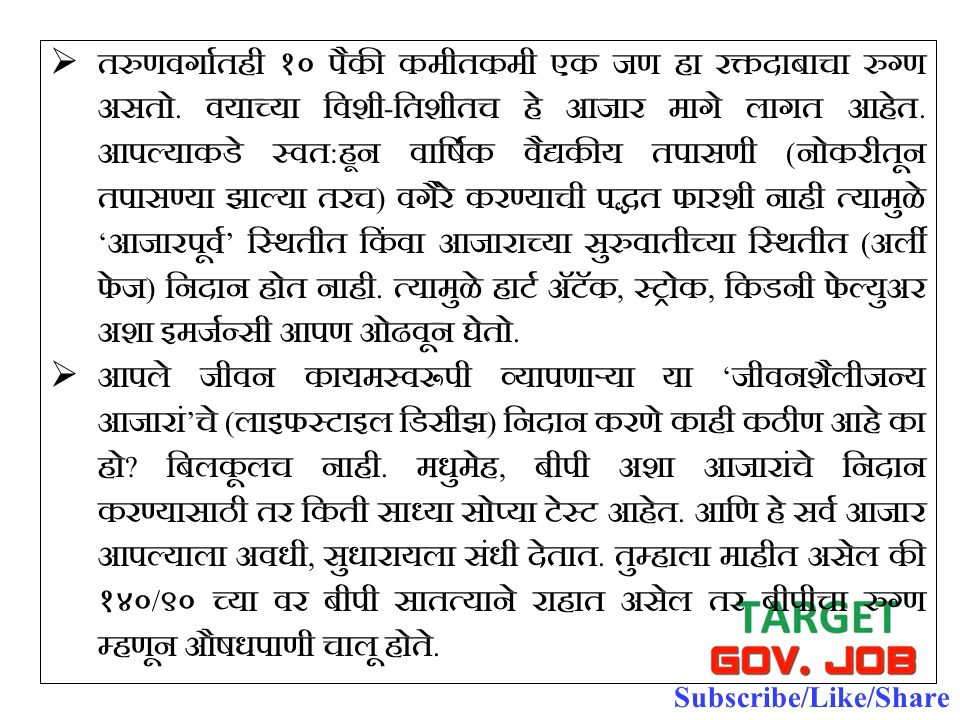 ➢ तरुणवर्गातही १० पैकी कमीतकमी एक जण हा रक्तदाबाचा रुग्ण
असतो. वयाच्या विशी-तिशीतच हे आजार मागे लागत आहेत.
आपल्याकडे स्वत:हून वार्षिक वैद्यकीय तपासणी (नोकरीतून
तपासण्या झाल्या तरच) वगैरे करण्याची पद्धत फारशी नाही त्यामुळे
‘आजारपूर्व’ स्थितीत किंवा आजाराच्या सुरुवातीच्या स्थितीत (अर्ली
फेज) निदान होत नाही. त्यामुळे हार्ट अ‍ॅटॅक, स्ट्रोक, किडनी फेल्युअर
अशा इमर्जन्सी आपण ओढवून घेतो.
➢ आपले जीवन कायमस्वरूपी व्यापणाऱ्या या ‘जीवनशैलीजन्य
आजारां’चे (लाइफस्टाइल डिसीझ) निदान करणे काही कठीण आहे का
हो? बिलकूलच नाही. मधुमेह, बीपी अशा आजारांचे निदान
करण्यासाठी तर किती साध्या सोप्या टेस्ट आहेत. आणि हे सर्व आजार
आपल्याला अवधी, सुधारायला संधी देतात. तुम्हाला माहीत असेल की
१४०/९० च्या वर बीपी सातत्याने राहात असेल तर बीपीचा रुग्ण
म्हणून औषधपाणी चालू होते.
TARGET
GOV. JOB
Subscribe/Like/Share